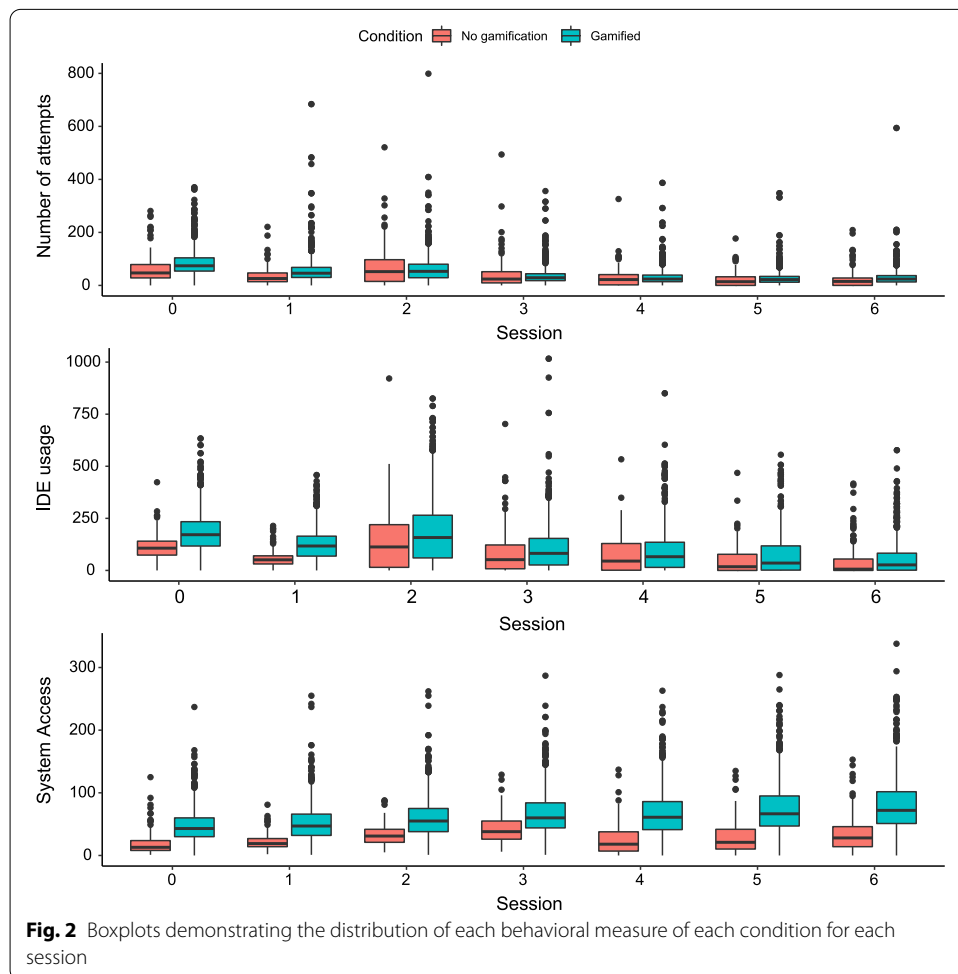 Condition No gamification Gamified
Number of attempts
800
600
400
200
0
0 1 2 3 4 5 6
Session
IDE usage
1000
750
500
250
0
0 1 2 3 4 5 6
Session
System Access
300
200
100
0
0 1 2 3 4 5 6
Session
Fig. 2 Boxplots demonstrating the distribution of each behavioral measure of each condition for each
session